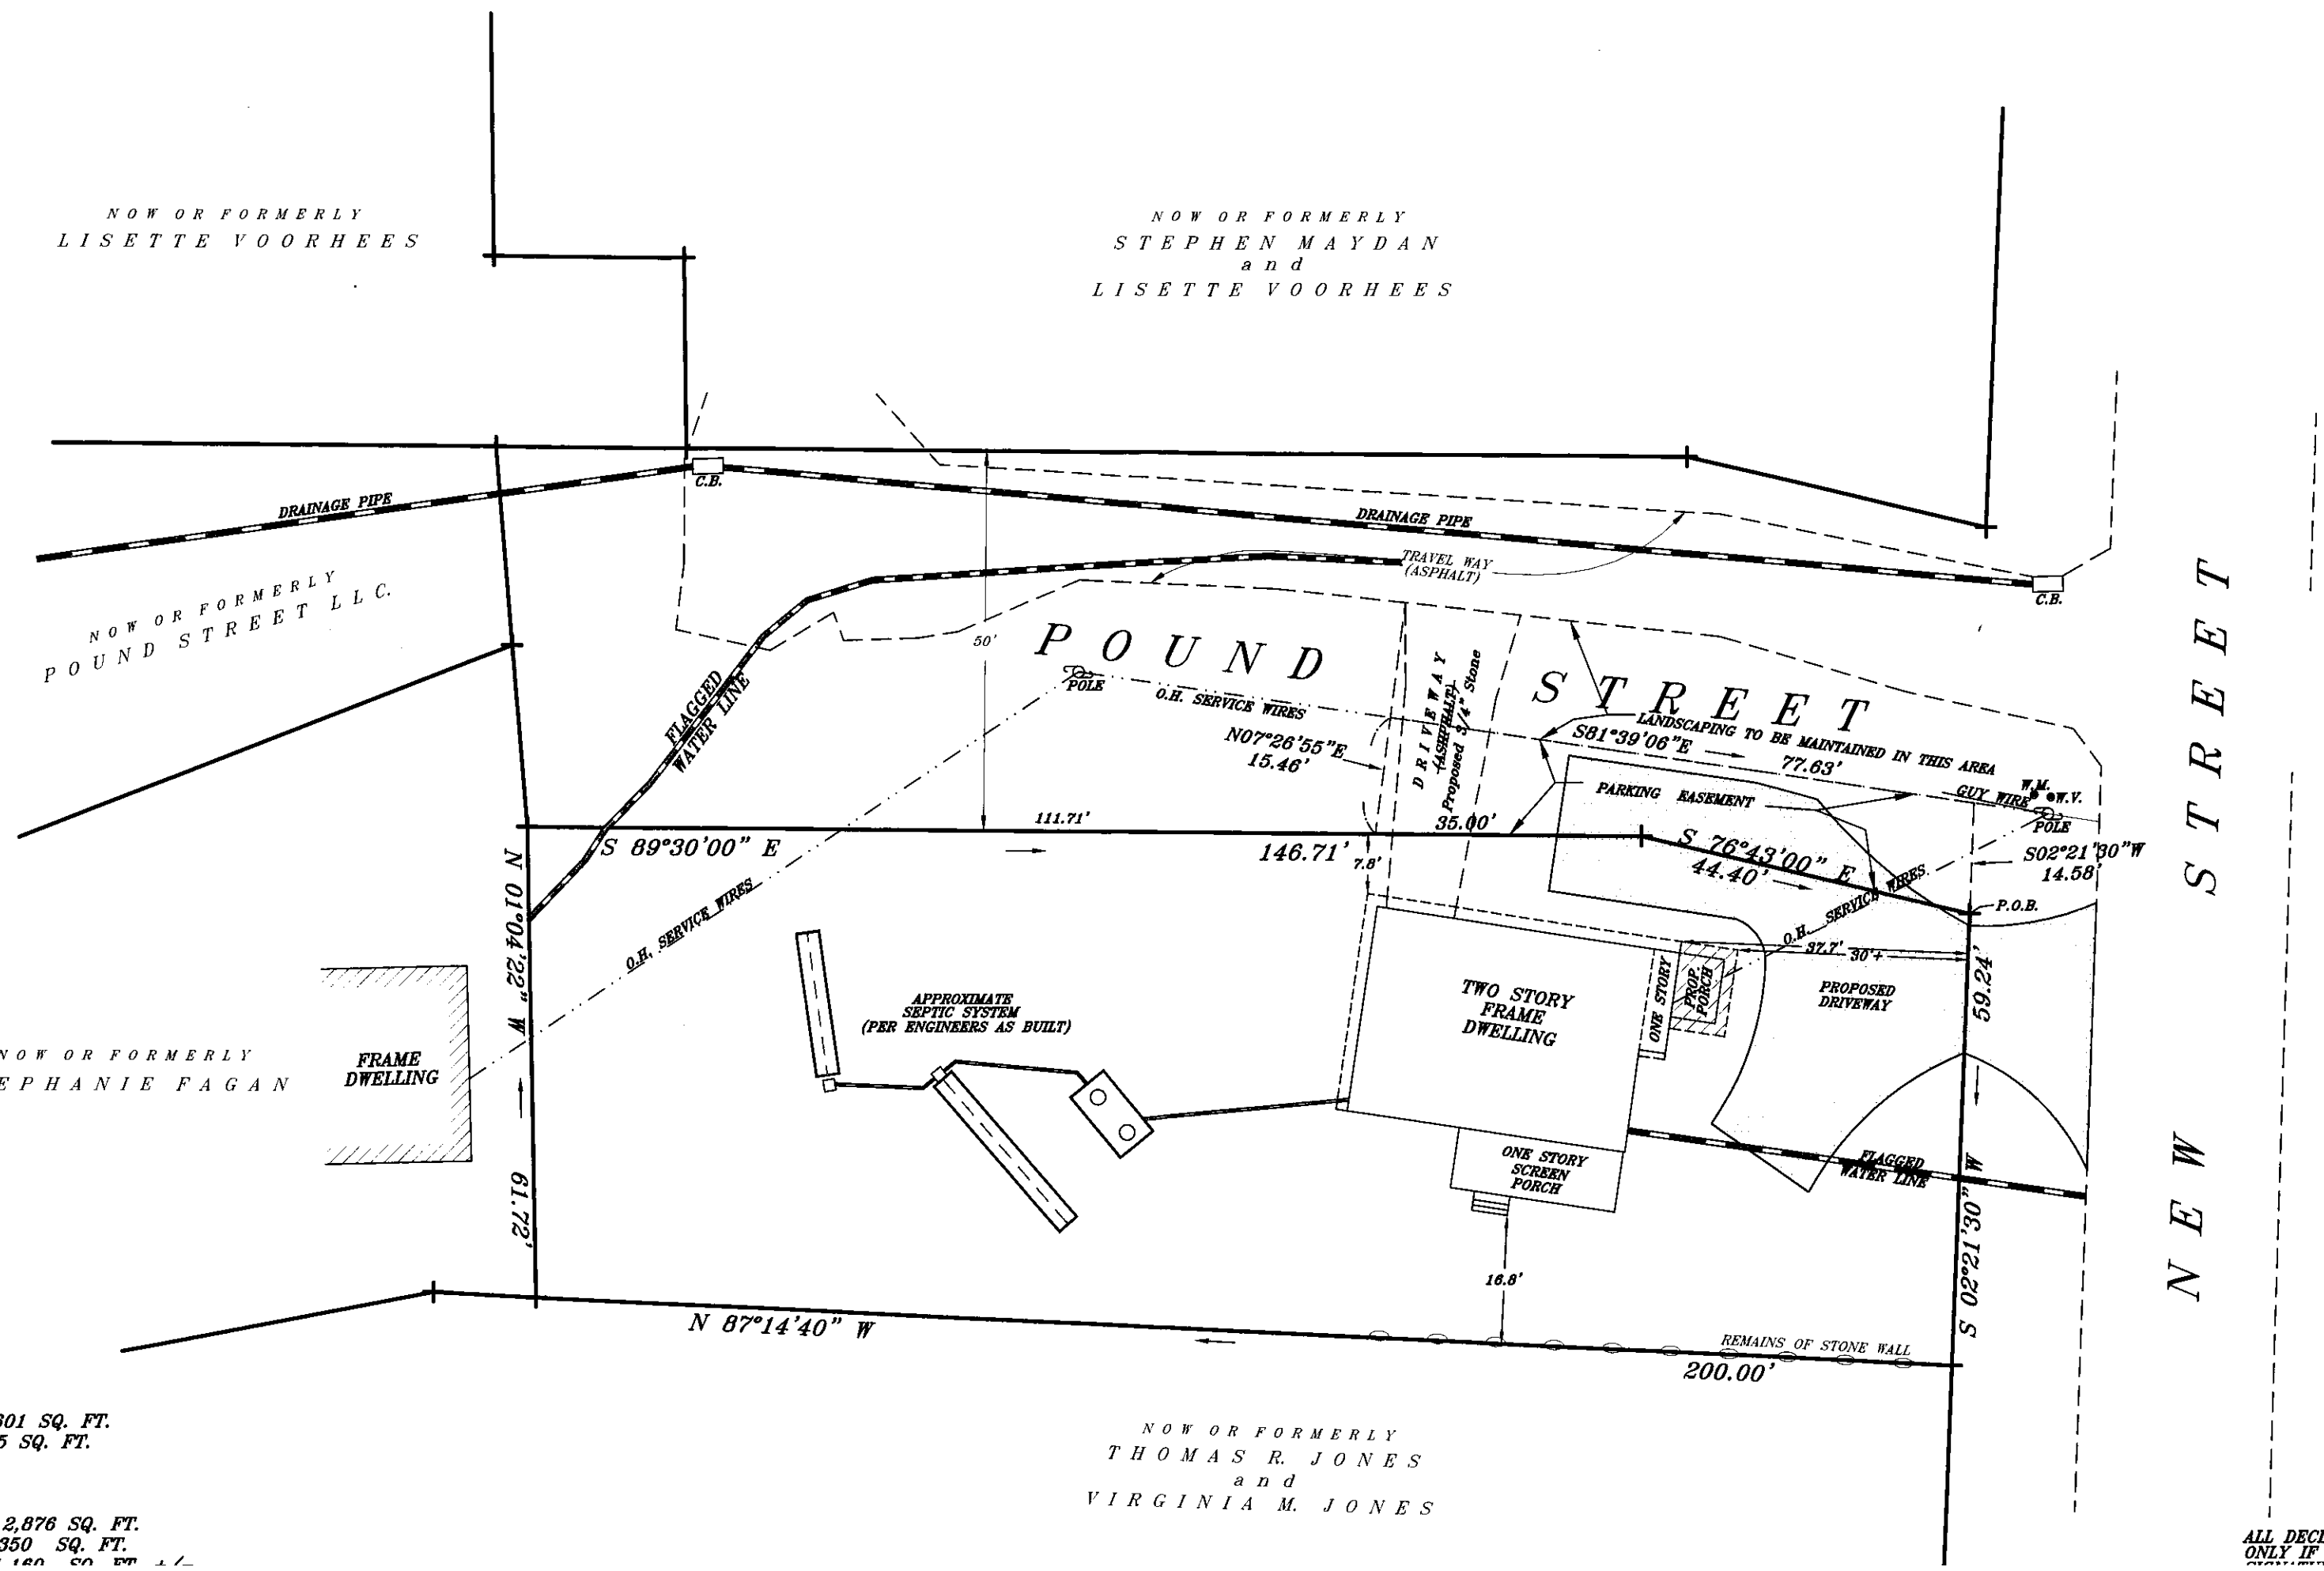 NOW OR FORMERLY
LISETTE VOORHEES
NOW OR FORMERLY
STEPHEN MAYDAN
and
LISETTE VOORHEES
DRAINAGE PIPE
C.B.
DRAINAGE PIPE
TRAVEL WAY
(ASPHALT)
C.B.
NOW OR FORMERLY
POUND STREET LLC.
50'
POUND STREET
POLE
O.H. SERVICE WIRES
FLAGGED
WATER LINE
N07°26'55"E
15.46'
DRIVEWAY
(ASHPHALT)
Proposed 3/4" Stone
LANDSCAPING TO BE MAINTAINED IN THIS AREA
S81°39'06"E
77.63'
PARKING EASEMENT
GUY WIRE
W.M.
W.V.
POLE
S02°21'30"W
14.58'
P.O.B.
111.71'
35.00'
S 89°30'00" E
146.71'
7.8'
S 76°43'00" E
44.40'
O.H. SERVICE WIRES
O.H. SERVICE WIRES
N 01°04'22" W
61.72'
37.7'
30'+
59.24'
S 02°21'30" W
NEW STREET
APPROXIMATE
SEPTIC SYSTEM
(PER ENGINEERS AS BUILT)
TWO STORY
FRAME
DWELLING
ONE STORY
PROP.
PORCH
PROPOSED
DRIVEWAY
NOW OR FORMERLY
EPHANIE FAGAN
FRAME
DWELLING
ONE STORY
SCREEN
PORCH
FLAGGED
WATER LINE
16.8'
N 87°14'40" W
REMAINS OF STONE WALL
200.00'
NOW OR FORMERLY
THOMAS R. JONES
and
VIRGINIA M. JONES
601 SQ. FT.
5 SQ. FT.
2,876 SQ. FT.
350 SQ. FT.
160 SQ FT +/-
ALL DECL
ONLY IF